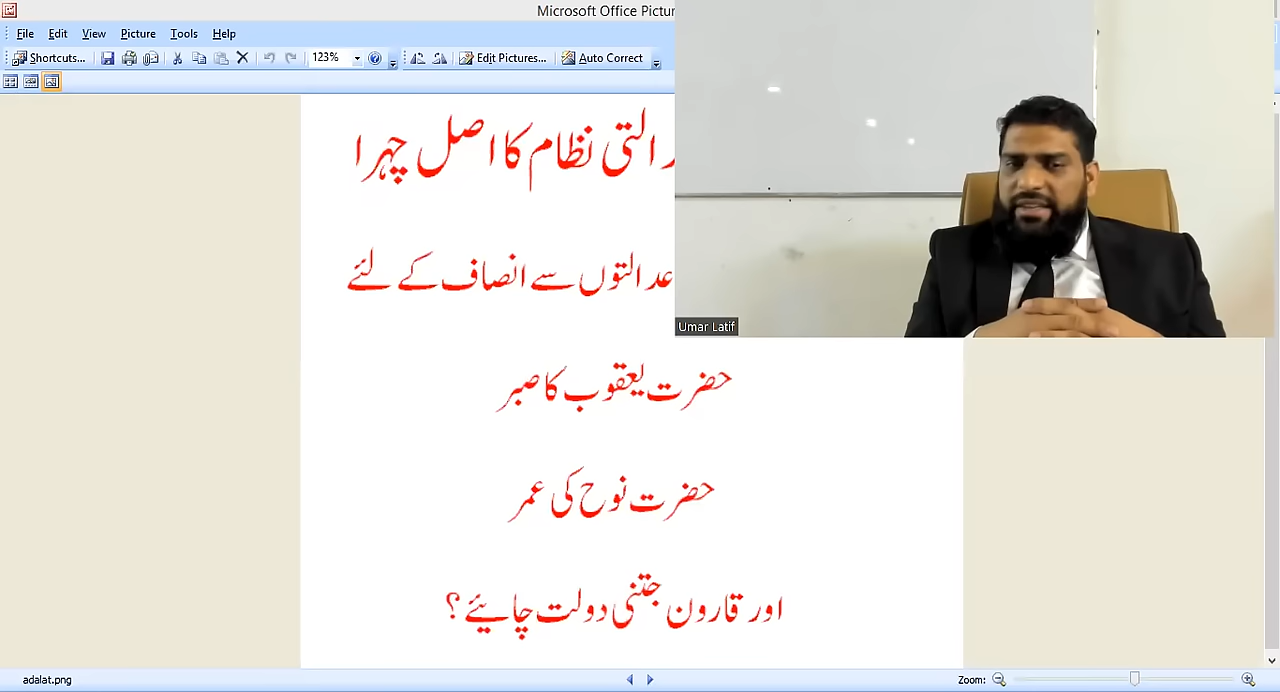 Microsoft Office Pictu
File Edit View Picture Tools Help
Shortcuts... 123% Edit Pictures... Auto Correct
التی نظام کا اصل چہرا
عدالتوں سے انصاف کے لئے
Umar Latif
حضرت یعقوب کا صبر
حضرت نوح کی عمر
اور قارون جتنی دولت چاہیئے ؟
adalat.png
Zoom: